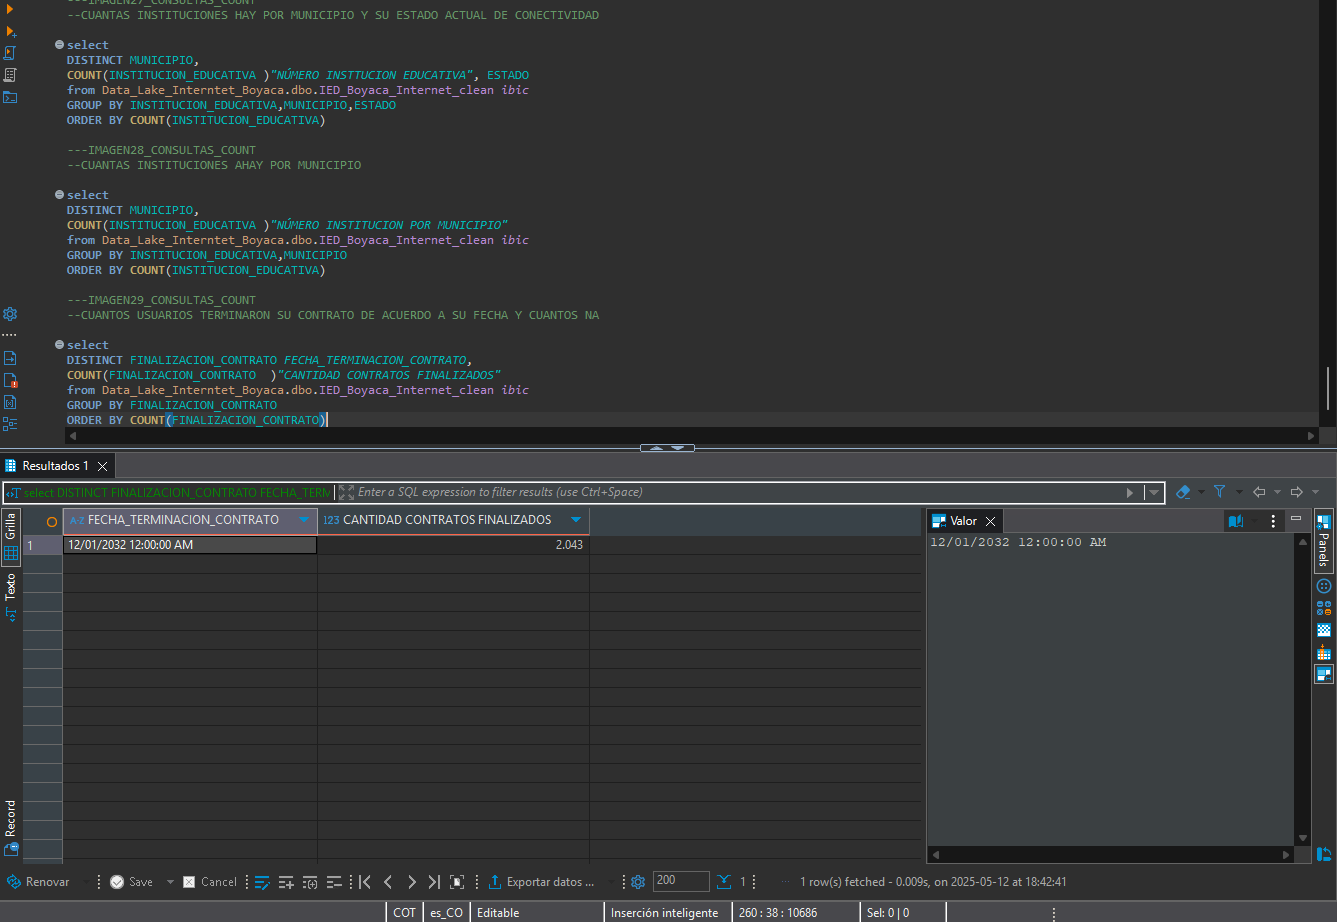 ---IMAGEN27_CONSULTAS_COUNT
--CUANTAS INSTITUCIONES HAY POR MUNICIPIO Y SU ESTADO ACTUAL DE CONECTIVIDAD
select
DISTINCT MUNICIPIO,
COUNT(INSTITUCION_EDUCATIVA )"NÚMERO INSTTUCION EDUCATIVA", ESTADO
from Data_Lake_Interntet_Boyaca.dbo.IED_Boyaca_Internet_clean ibic
GROUP BY INSTITUCION_EDUCATIVA,MUNICIPIO,ESTADO
ORDER BY COUNT(INSTITUCION_EDUCATIVA)
---IMAGEN28_CONSULTAS_COUNT
--CUANTAS INSTITUCIONES AHAY POR MUNICIPIO
select
DISTINCT MUNICIPIO,
COUNT(INSTITUCION_EDUCATIVA )"NÚMERO INSTITUCION POR MUNICIPIO"
from Data_Lake_Interntet_Boyaca.dbo.IED_Boyaca_Internet_clean ibic
GROUP BY INSTITUCION_EDUCATIVA,MUNICIPIO
ORDER BY COUNT(INSTITUCION_EDUCATIVA)
---IMAGEN29_CONSULTAS_COUNT
--CUANTOS USUARIOS TERMINARON SU CONTRATO DE ACUERDO A SU FECHA Y CUANTOS NA
select
DISTINCT FINALIZACION_CONTRATO FECHA_TERMINACION_CONTRATO,
COUNT(FINALIZACION_CONTRATO  )"CANTIDAD CONTRATOS FINALIZADOS"
from Data_Lake_Interntet_Boyaca.dbo.IED_Boyaca_Internet_clean ibic
GROUP BY FINALIZACION_CONTRATO
ORDER BY COUNT(FINALIZACION_CONTRATO)
Resultados 1
select DISTINCT FINALIZACION_CONTRATO FECHA_TERM
Enter a SQL expression to filter results (use Ctrl+Space)
Grilla
Texto
Record
A-Z FECHA_TERMINACION_CONTRATO
123 CANTIDAD CONTRATOS FINALIZADOS
1 12/01/2032 12:00:00 AM 2.043
Valor
12/01/2032 12:00:00 AM
Panels
Renovar Save Cancel Exportar datos ... 200 1 1 row(s) fetched - 0.009s, on 2025-05-12 at 18:42:41
COT es_CO Editable Inserción inteligente 260 : 38 : 10686 Sel: 0 | 0